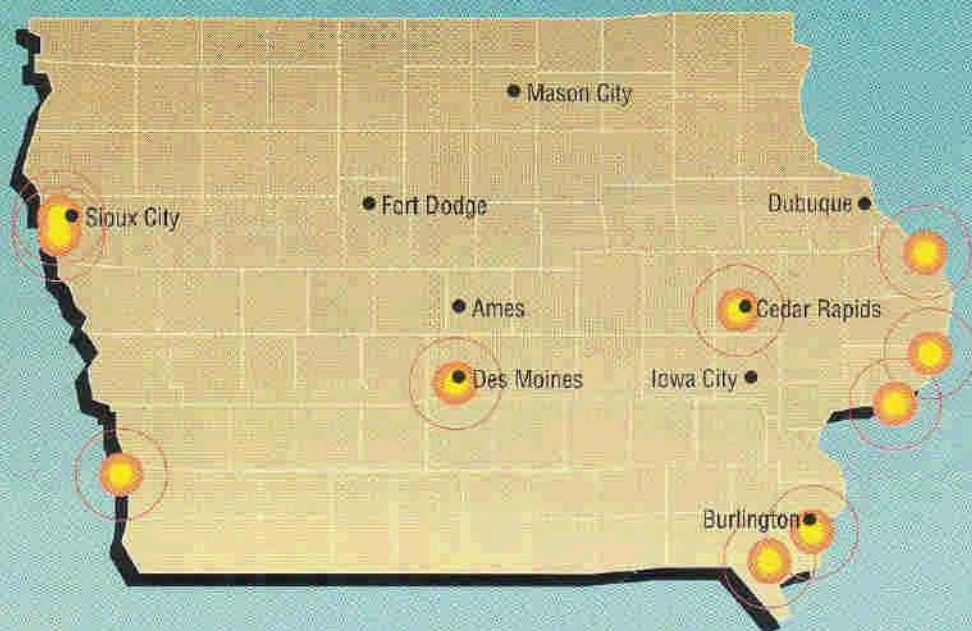 Mason City
Fort Dodge
Dubuque
Sioux City
Ames
Cedar Rapids
Des Moines
Iowa City
Burlington